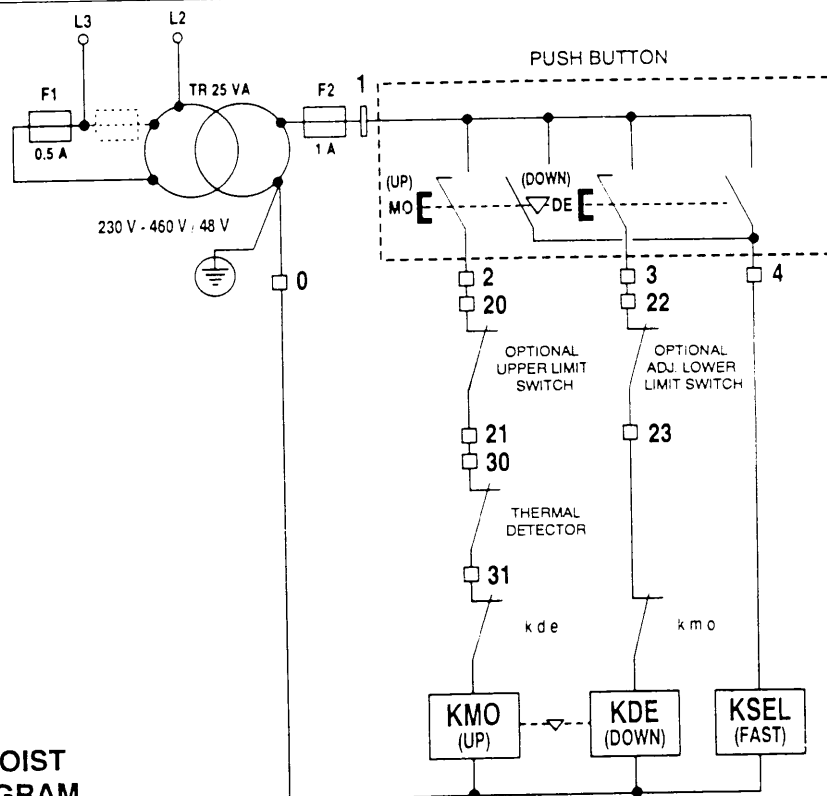 L3
L2
PUSH BUTTON
F1
TR 25 VA
F2
1
0.5 A
1 A
(UP)
(DOWN)
MO
DE
230 V - 460 V / 48 V
0
2
3
4
20
22
OPTIONAL
UPPER LIMIT
SWITCH
OPTIONAL
ADJ. LOWER
LIMIT SWITCH
21
23
30
THERMAL
DETECTOR
31
kde
kmo
KMO
(UP)
KDE
(DOWN)
KSEL
(FAST)
OIST
GRAM